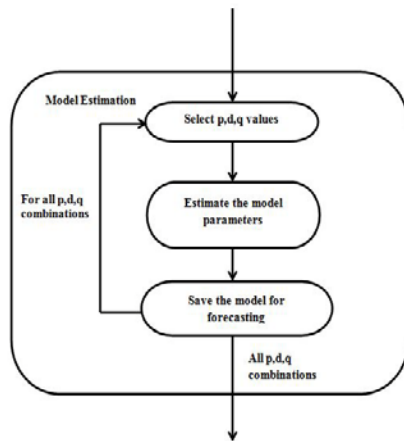 Model Estimation
Select p,d,q values
For all p,d,q
combinations
Estimate the model
parameters
Save the model for
forecasting
All p,d,q
combinations